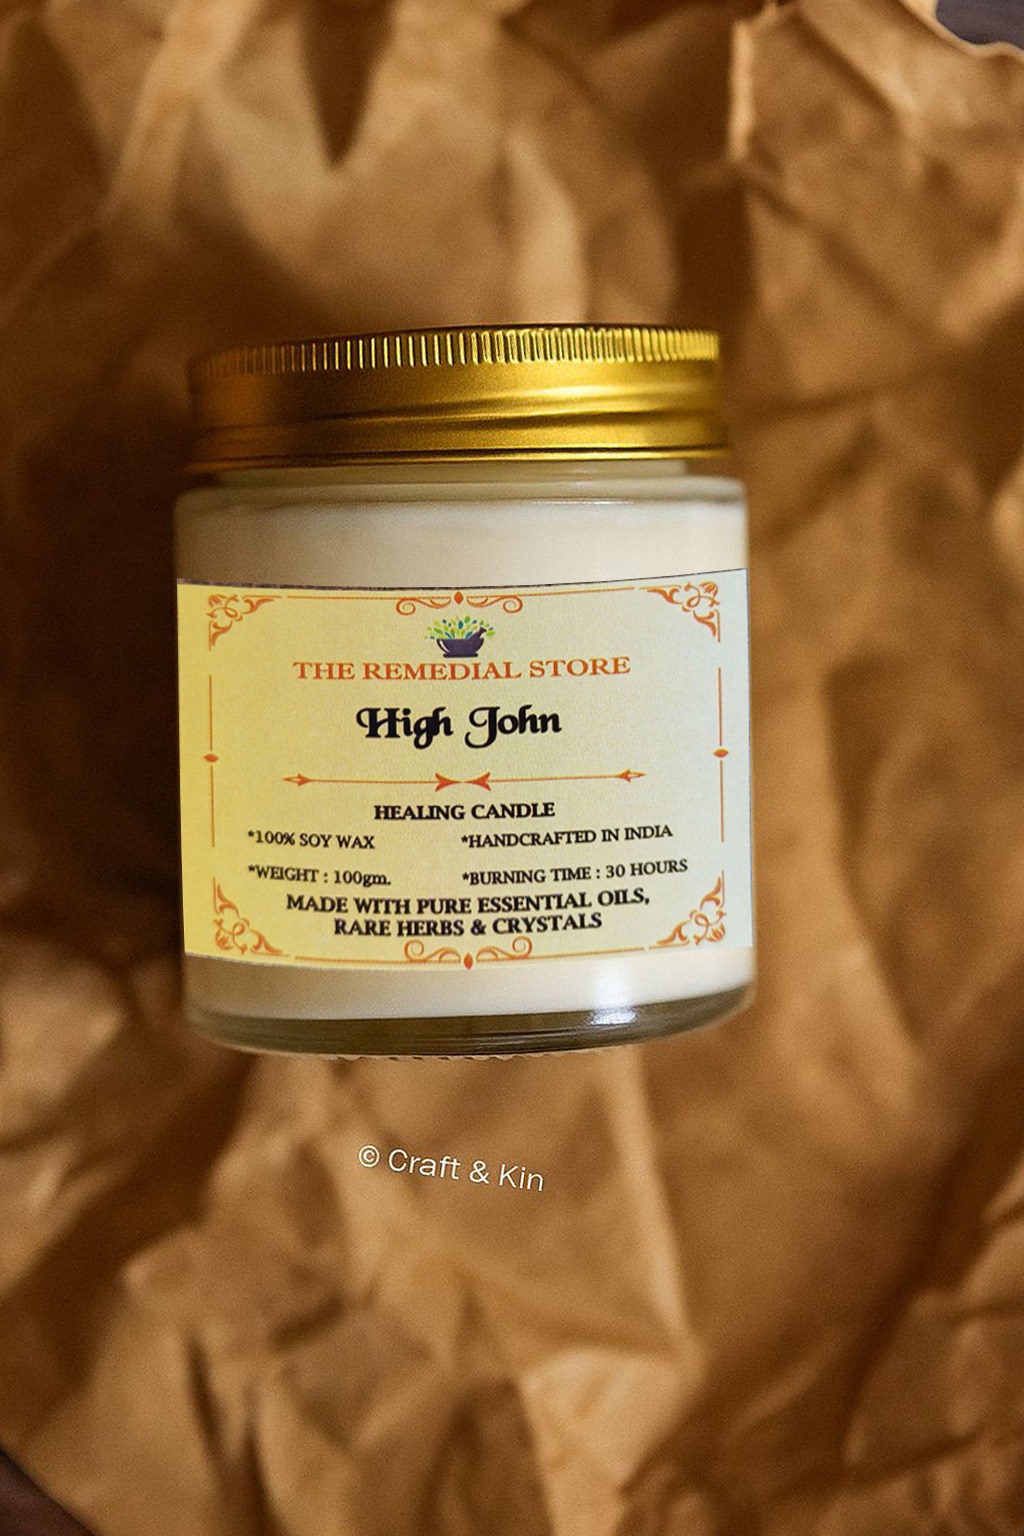 THE REMEDIAL STORE
High John
HEALING CANDLE
*100% SOY WAX *HANDCRAFTED IN INDIA
*WEIGHT : 100gm. *BURNING TIME : 30 HOURS
MADE WITH PURE ESSENTIAL OILS,
RARE HERBS & CRYSTALS
© Craft & Kin